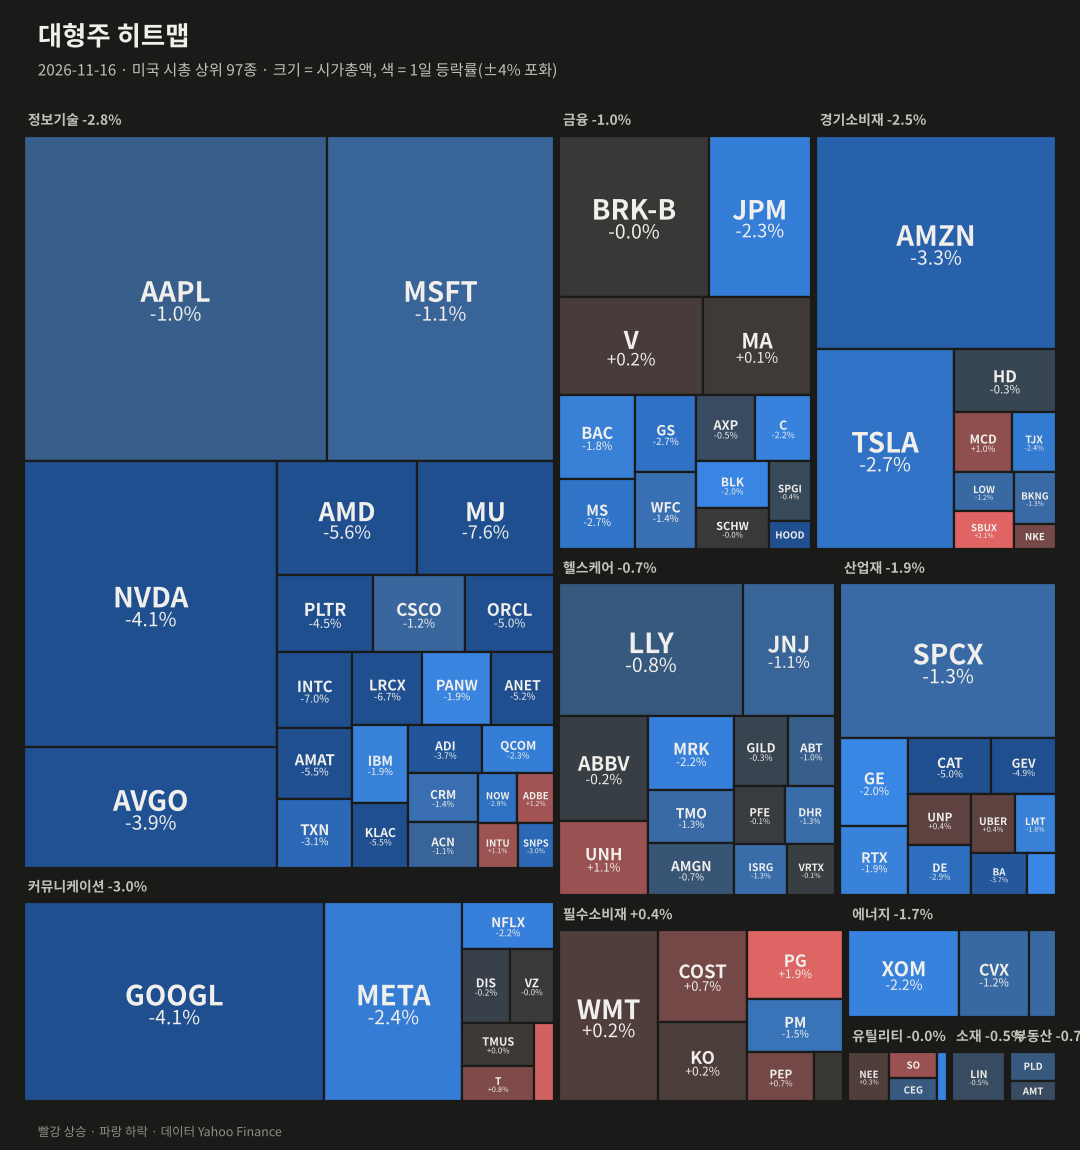 대형주 히트맵
2026-11-16 · 미국 시총 상위 97종 · 크기 = 시가총액, 색 = 1일 등락률(±4% 포화)
정보기술 -2.8%
AAPL
-1.0%
MSFT
-1.1%
NVDA
-4.1%
AVGO
-3.9%
AMD
-5.6%
MU
-7.6%
PLTR
-4.5%
CSCO
-1.2%
ORCL
-5.0%
INTC
-7.0%
LRCX
-6.7%
PANW
-1.9%
ANET
-5.2%
AMAT
-5.5%
IBM
-1.9%
ADI
-3.7%
QCOM
-2.3%
TXN
-3.1%
KLAC
-5.5%
CRM
-1.4%
NOW
-2.8%
ADBE
+1.2%
ACN
-1.1%
INTU
+1.1%
SNPS
-3.0%
금융 -1.0%
BRK-B
-0.0%
JPM
-2.3%
V
+0.2%
MA
+0.1%
BAC
-1.8%
GS
-2.7%
AXP
-0.5%
C
-2.2%
MS
-2.7%
WFC
-1.4%
BLK
-2.0%
SPGI
-0.4%
SCHW
-0.0%
HOOD
경기소비재 -2.5%
AMZN
-3.3%
TSLA
-2.7%
HD
-0.3%
MCD
+1.0%
TJX
-2.4%
LOW
-1.2%
BKNG
-1.3%
SBUX
+2.1%
NKE
헬스케어 -0.7%
LLY
-0.8%
JNJ
-1.1%
ABBV
-0.2%
MRK
-2.2%
GILD
-0.3%
ABT
-1.0%
UNH
+1.1%
TMO
-1.3%
PFE
-0.1%
DHR
-1.3%
AMGN
-0.7%
ISRG
-1.3%
VRTX
-0.1%
산업재 -1.9%
SPCX
-1.3%
GE
-2.0%
CAT
-5.0%
GEV
-4.9%
RTX
-1.9%
UNP
+0.4%
UBER
+0.4%
LMT
-1.8%
DE
-2.9%
BA
-3.7%
커뮤니케이션 -3.0%
GOOGL
-4.1%
META
-2.4%
NFLX
-2.2%
DIS
-0.2%
VZ
-0.0%
TMUS
+0.0%
T
+0.8%
필수소비재 +0.4%
WMT
+0.2%
COST
+0.7%
PG
+1.9%
KO
+0.2%
PM
-1.5%
PEP
+0.7%
에너지 -1.7%
XOM
-2.2%
CVX
-1.2%
유틸리티 -0.0%
NEE
+0.3%
SO
CEG
소재 -0.5%
LIN
-0.5%
부동산 -0.7
PLD
AMT
빨강 상승 · 파랑 하락 · 데이터 Yahoo Finance